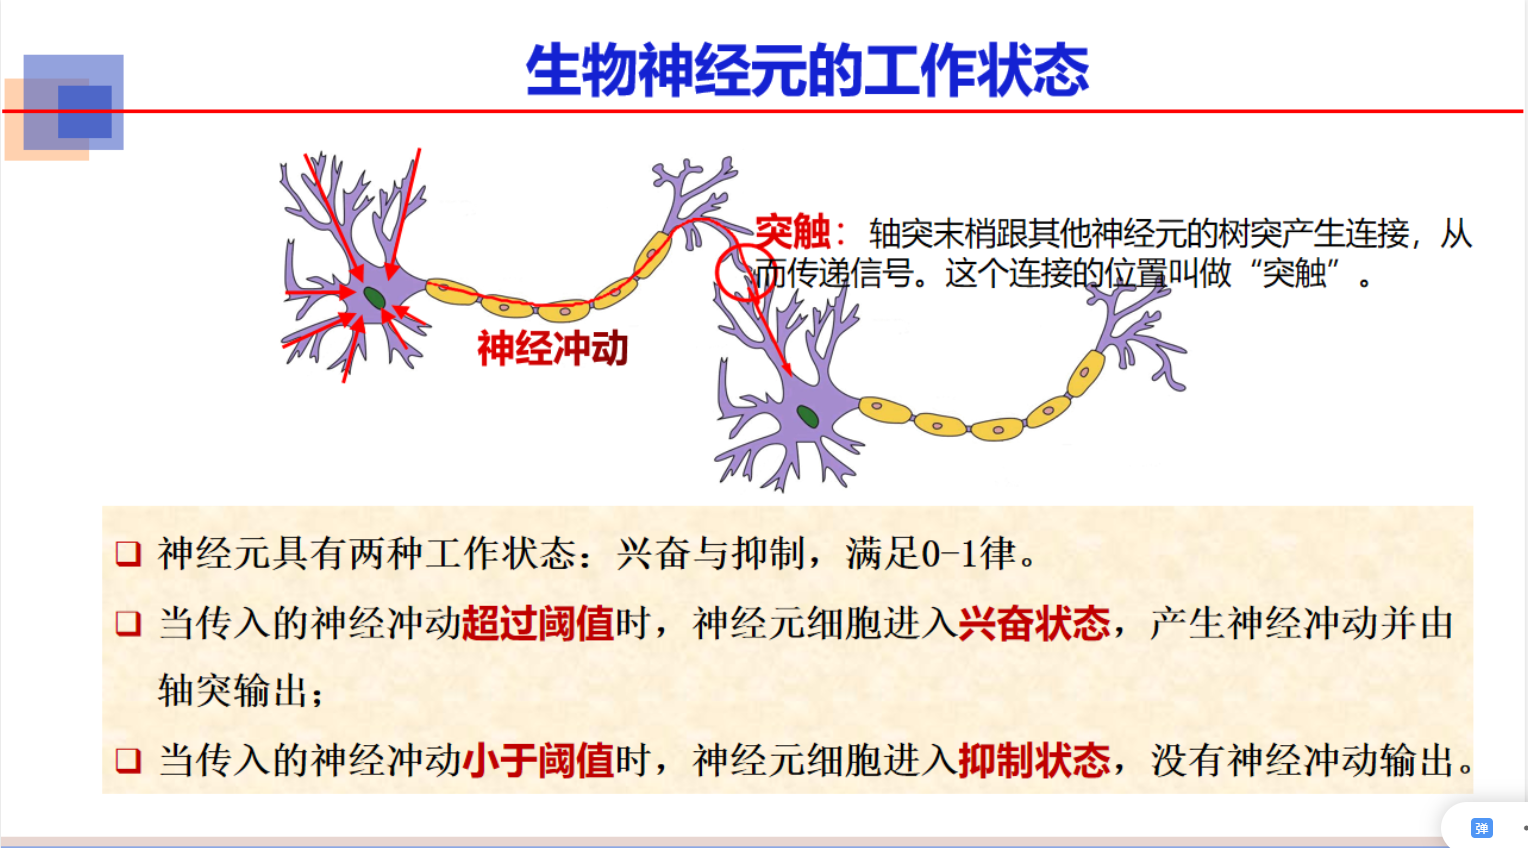 生物神经元的工作状态
突触：轴突末梢跟其他神经元的树突产生连接，从
而传递信号。这个连接的位置叫做“突触”。
神经冲动
神经元具有两种工作状态：兴奋与抑制，满足0-1律。
当传入的神经冲动超过阈值时，神经元细胞进入兴奋状态，产生神经冲动并由
轴突输出；
当传入的神经冲动小于阈值时，神经元细胞进入抑制状态，没有神经冲动输出。
弹